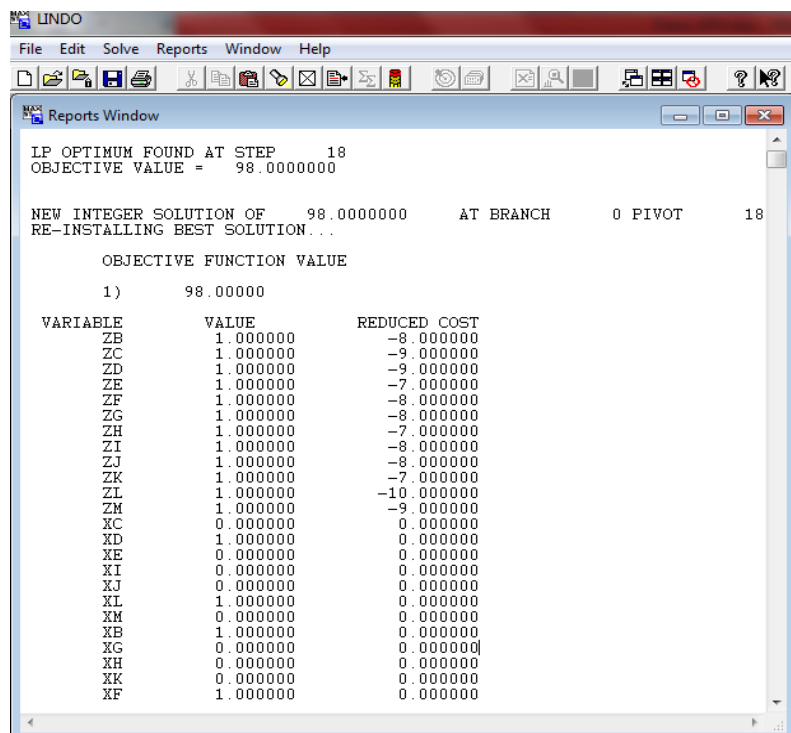 LINDO
File Edit Solve Reports Window Help
Reports Window
LP OPTIMUM FOUND AT STEP 18
OBJECTIVE VALUE = 98.0000000
NEW INTEGER SOLUTION OF 98.0000000 AT BRANCH 0 PIVOT 18
RE-INSTALLING BEST SOLUTION...
OBJECTIVE FUNCTION VALUE
1) 98.00000
VARIABLE VALUE REDUCED COST
ZB 1.000000 -8.000000
ZC 1.000000 -9.000000
ZD 1.000000 -9.000000
ZE 1.000000 -7.000000
ZF 1.000000 -8.000000
ZG 1.000000 -8.000000
ZH 1.000000 -7.000000
ZI 1.000000 -8.000000
ZJ 1.000000 -8.000000
ZK 1.000000 -7.000000
ZL 1.000000 -10.000000
ZM 1.000000 -9.000000
XC 0.000000 0.000000
XD 1.000000 0.000000
XE 0.000000 0.000000
XI 0.000000 0.000000
XJ 0.000000 0.000000
XL 1.000000 0.000000
XM 0.000000 0.000000
XB 1.000000 0.000000
XG 0.000000 0.000000
XH 0.000000 0.000000
XK 0.000000 0.000000
XF 1.000000 0.000000